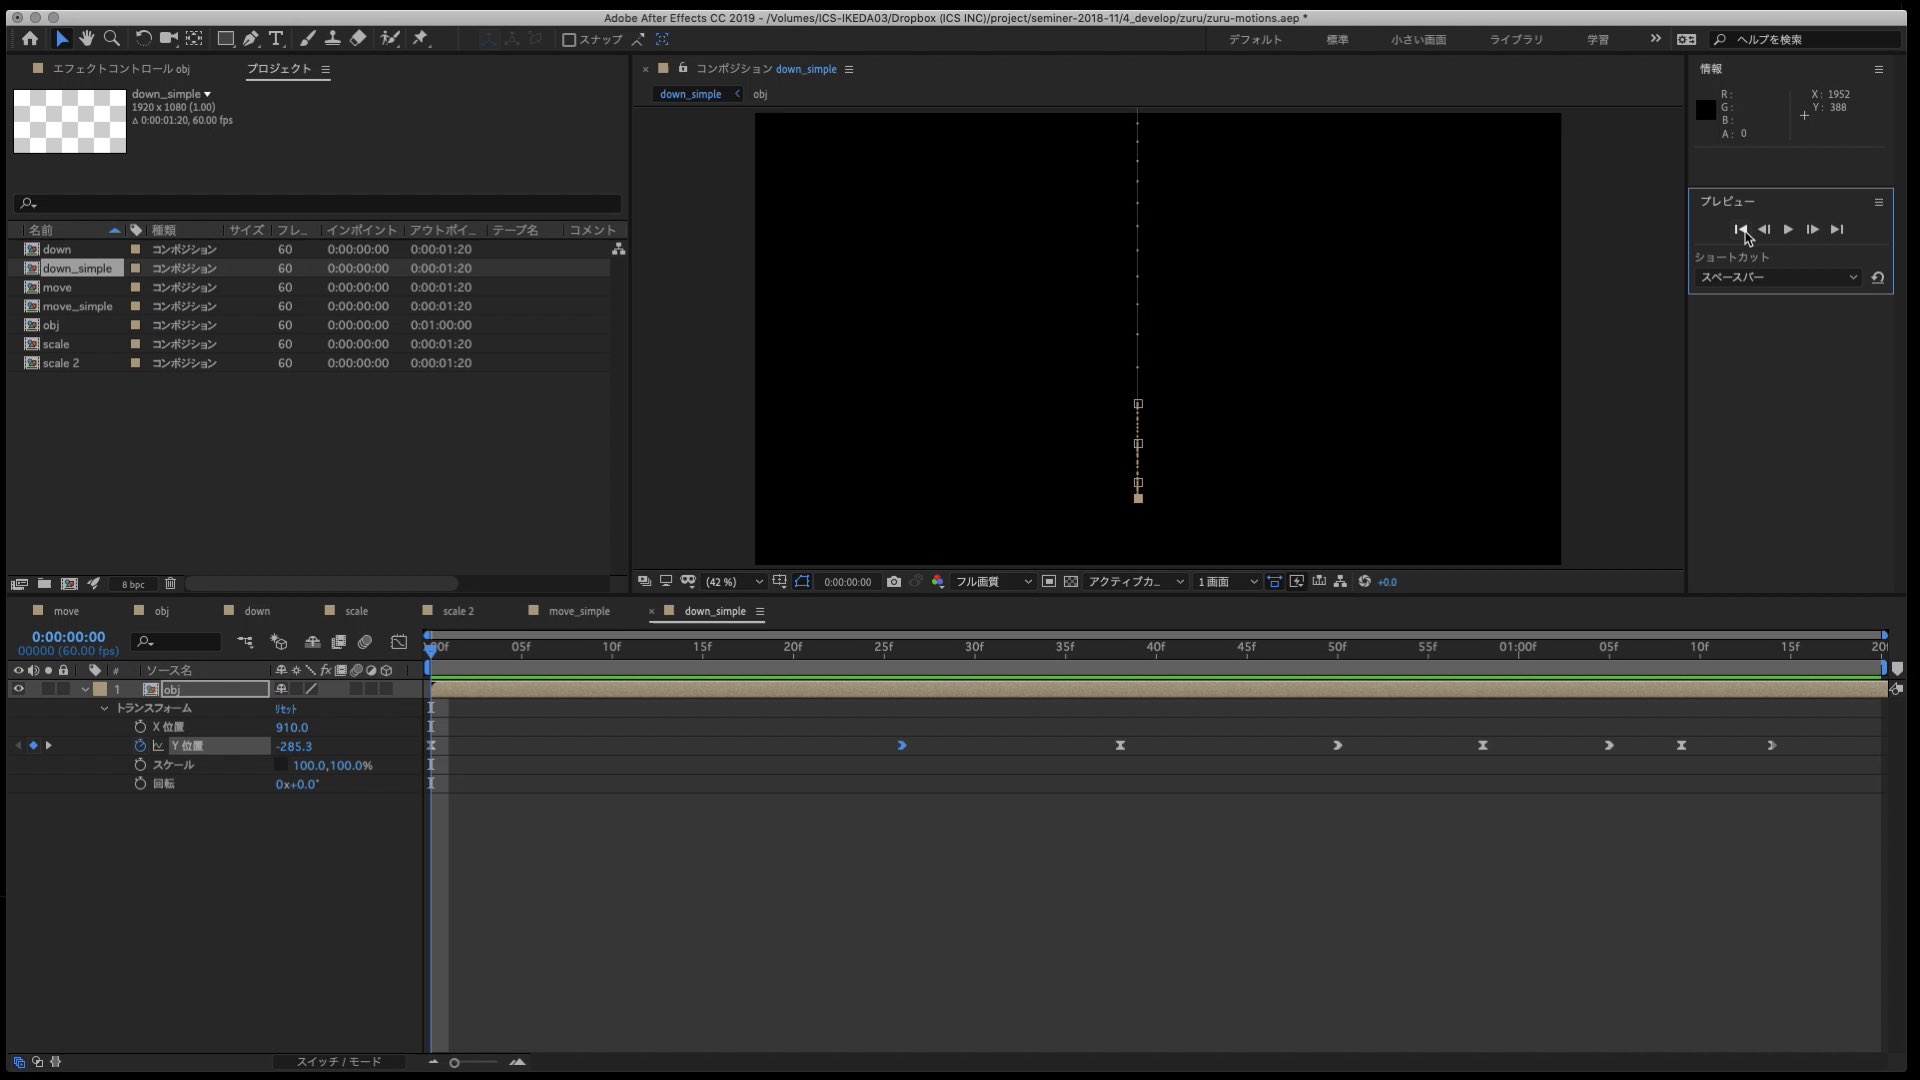 Adobe After Effects CC 2019 - /Volumes/ICS-IKEDA03/Dropbox (ICS INC)/project/seminer-2018-11/4_develop/zuru/zuru-motions.aep *
スナップ
デフォルト 標準 小さい画面 ライブラリ 学習 ヘルプを検索
エフェクトコントロール obj プロジェクト
コンポジション down_simple
情報
down_simple
1920 x 1080 (1.00)
Δ 0:00:01:20, 60.00 fps
down_simple obj
R :
G :
B :
A : 0
X : 1952
Y : 388
プレビュー
ショートカット
スペースバー
名前 種類 サイズ フレ... インポイント アウトポイ... テープ名 コメント
down コンポジション 60 0:00:00:00 0:00:01:20
down_simple コンポジション 60 0:00:00:00 0:00:01:20
move コンポジション 60 0:00:00:00 0:00:01:20
move_simple コンポジション 60 0:00:00:00 0:00:01:20
obj コンポジション 60 0:00:00:00 0:01:00:00
scale コンポジション 60 0:00:00:00 0:00:01:20
scale 2 コンポジション 60 0:00:00:00 0:00:01:20
8 bpc
(42 %) 0:00:00:00 フル画質 アクティブカ... 1 画面 +0.0
move obj down scale scale 2 move_simple down_simple
0:00:00:00
00000 (60.00 fps)
00f 05f 10f 15f 20f 25f 30f 35f 40f 45f 50f 55f 01:00f 05f 10f 15f 20f
# ソース名 fx
1 obj
トランスフォーム リセット
X 位置 910.0
Y 位置 -285.3
スケール 100.0,100.0%
回転 0x+0.0°
スイッチ / モード